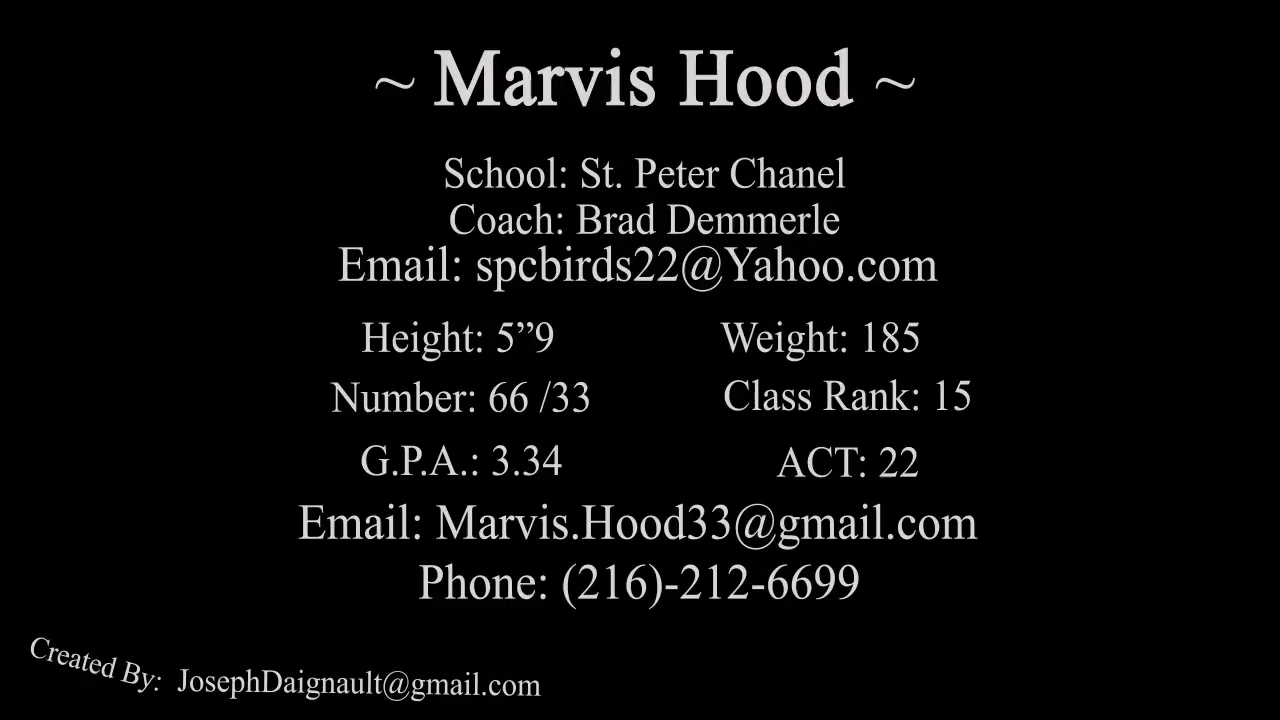 ~ Marvis Hood ~
School: St. Peter Chanel
Coach: Brad Demmerle
Email: spcbirds22@Yahoo.com
Height: 5”9 Weight: 185
Number: 66 /33 Class Rank: 15
G.P.A.: 3.34 ACT: 22
Email: Marvis.Hood33@gmail.com
Phone: (216)-212-6699
Created By: JosephDaignault@gmail.com